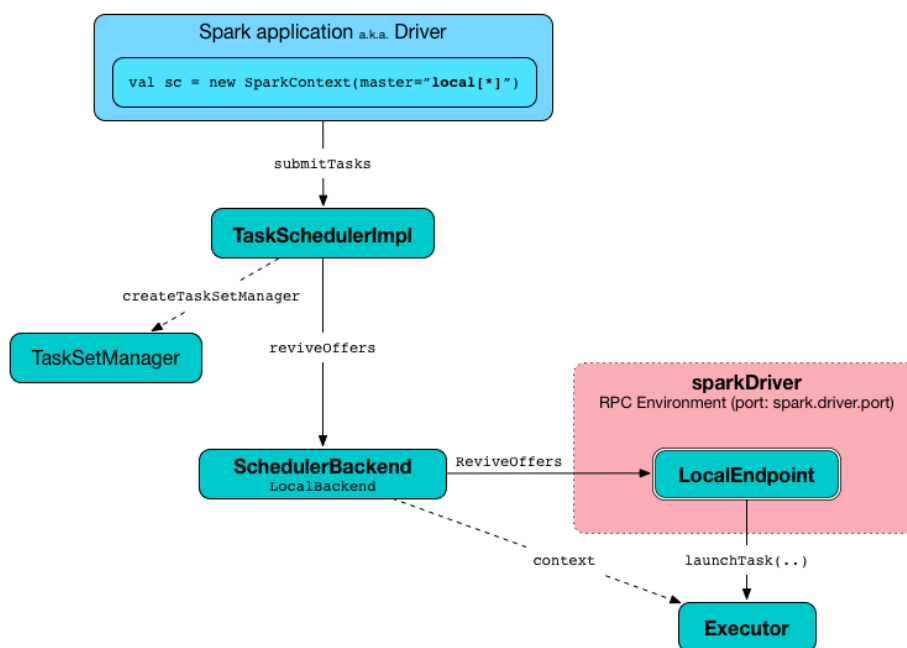 Spark application a.k.a. Driver
val sc = new SparkContext(master=”local[*]”)
submitTasks
TaskSchedulerImpl
createTaskSetManager
reviveOffers
TaskSetManager
sparkDriver
RPC Environment (port: spark.driver.port)
SchedulerBackend
LocalBackend
ReviveOffers
LocalEndpoint
context
launchTask(..)
Executor